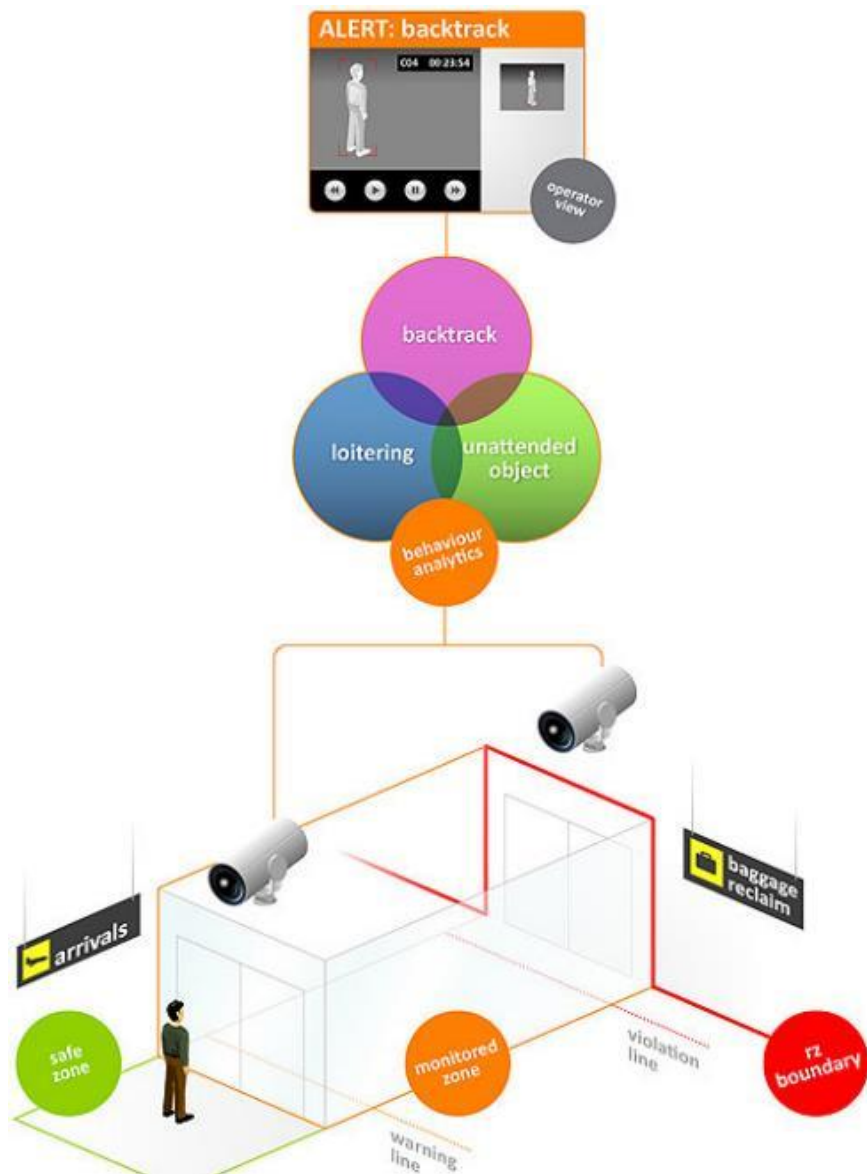 ALERT: backtrack
C04 00:23:54
operator
view
backtrack
loitering
unattended
object
behaviour
analytics
baggage
reclaim
arrivals
safe
zone
monitored
zone
violation
line
rz
boundary
warning
line